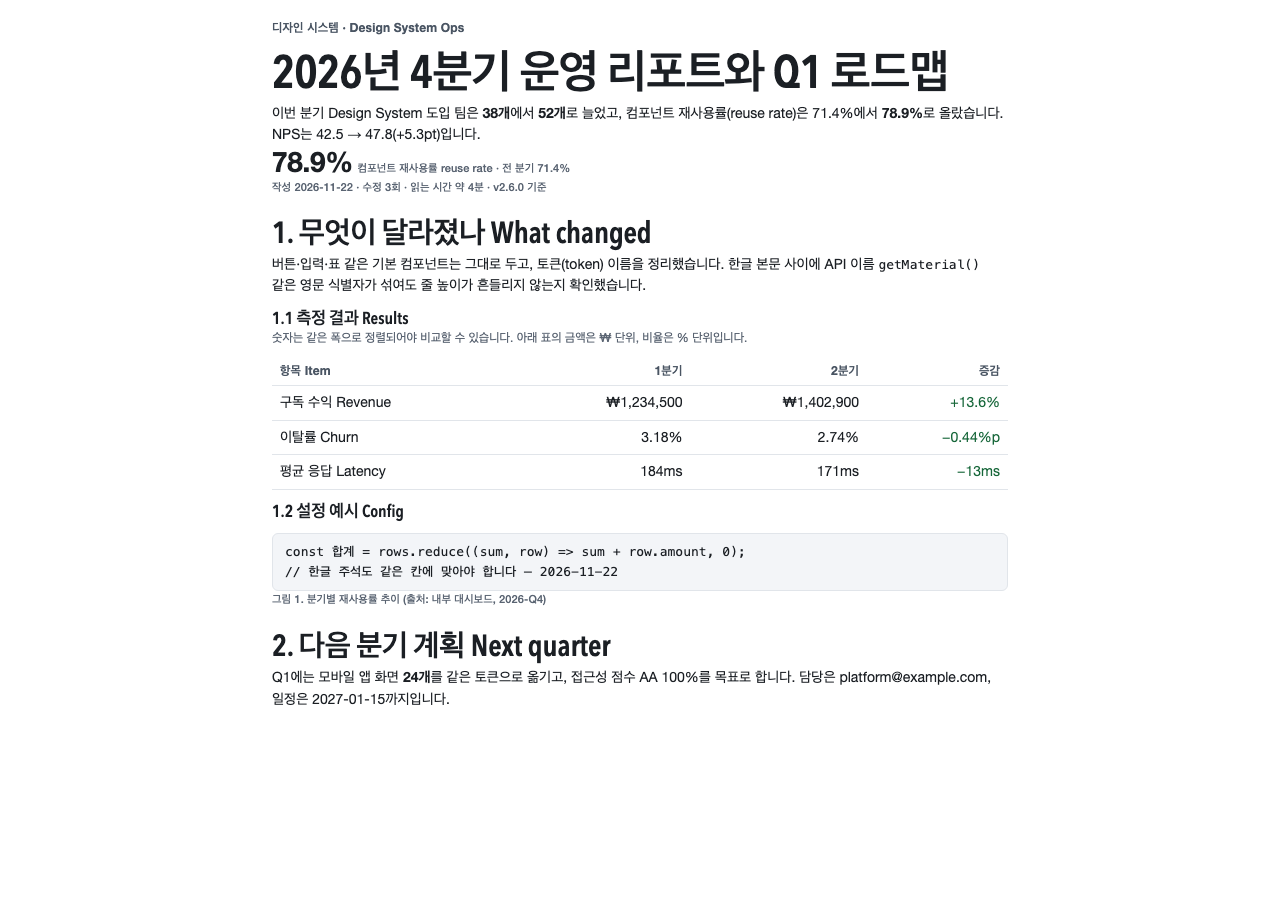 디자인 시스템 · Design System Ops
2026년 4분기 운영 리포트와 Q1 로드맵
이번 분기 Design System 도입 팀은 38개에서 52개로 늘었고, 컴포넌트 재사용률(reuse rate)은 71.4%에서 78.9%로 올랐습니다.
NPS는 42.5 → 47.8(+5.3pt)입니다.
78.9% 컴포넌트 재사용률 reuse rate · 전 분기 71.4%
작성 2026-11-22 · 수정 3회 · 읽는 시간 약 4분 · v2.6.0 기준
1. 무엇이 달라졌나 What changed
버튼·입력·표 같은 기본 컴포넌트는 그대로 두고, 토큰(token) 이름을 정리했습니다. 한글 본문 사이에 API 이름 getMaterial()
같은 영문 식별자가 섞여도 줄 높이가 흔들리지 않는지 확인했습니다.
1.1 측정 결과 Results
숫자는 같은 폭으로 정렬되어야 비교할 수 있습니다. 아래 표의 금액은 ₩ 단위, 비율은 % 단위입니다.
항목 Item 1분기 2분기 증감
구독 수익 Revenue ₩1,234,500 ₩1,402,900 +13.6%
이탈률 Churn 3.18% 2.74% −0.44%p
평균 응답 Latency 184ms 171ms −13ms
1.2 설정 예시 Config
const 합계 = rows.reduce((sum, row) => sum + row.amount, 0);
// 한글 주석도 같은 칸에 맞아야 합니다 — 2026-11-22
그림 1. 분기별 재사용률 추이 (출처: 내부 대시보드, 2026-Q4)
2. 다음 분기 계획 Next quarter
Q1에는 모바일 앱 화면 24개를 같은 토큰으로 옮기고, 접근성 점수 AA 100%를 목표로 합니다. 담당은 platform@example.com,
일정은 2027-01-15까지입니다.